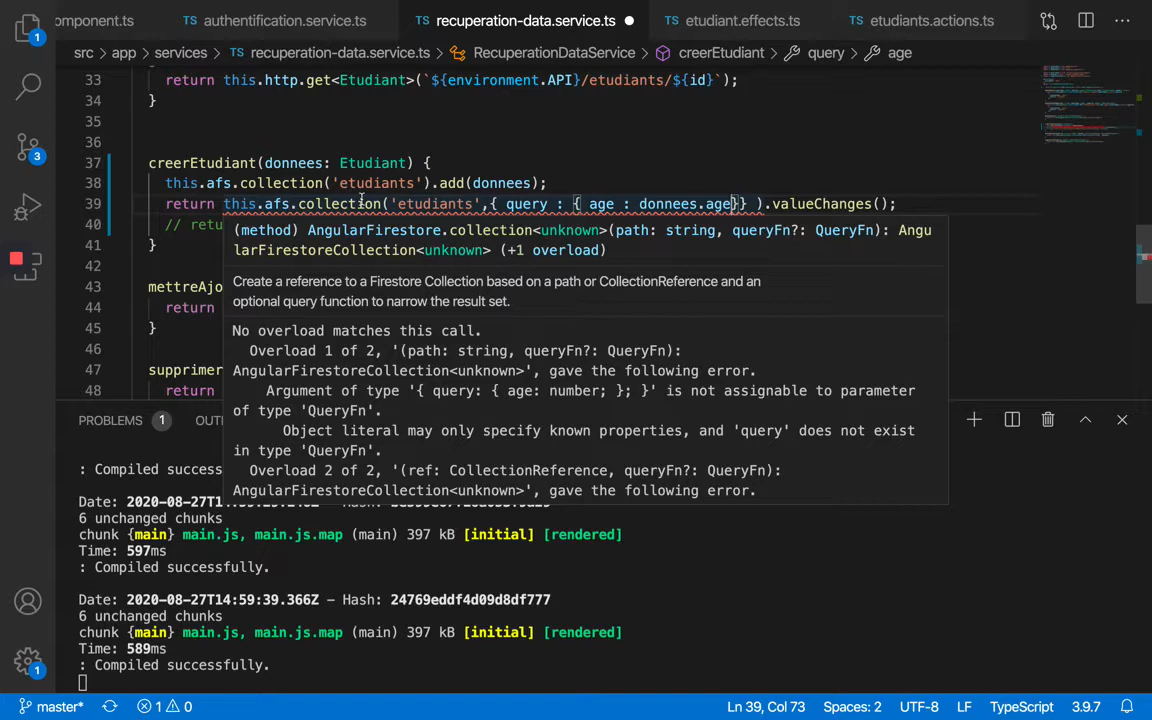 omponent.ts TS authentification.service.ts TS recuperation-data.service.ts TS etudiant.effects.ts TS etudiants.actions.ts
src app services TS recuperation-data.service.ts RecuperationDataService creerEtudiant query age
33 return this.http.get<Etudiant>(`${environment.API}/etudiants/${id}`);
34 }
35
36
37 creerEtudiant(donnees: Etudiant) {
38 this.afs.collection('etudiants').add(donnees);
39 return this.afs.collection('etudiants',{ query : { age : donnees.age}} ).valueChanges();
40 // retu
41 }
42
43 mettreAjo
44 return
45 }
46
47 supprimer
48 return
(method) AngularFirestore.collection<unknown>(path: string, queryFn?: QueryFn): Angu
larFirestoreCollection<unknown> (+1 overload)
Create a reference to a Firestore Collection based on a path or CollectionReference and an
optional query function to narrow the result set.
No overload matches this call.
Overload 1 of 2, '(path: string, queryFn?: QueryFn):
AngularFirestoreCollection<unknown>', gave the following error.
Argument of type '{ query: { age: number; }; }' is not assignable to parameter
of type 'QueryFn'.
Object literal may only specify known properties, and 'query' does not exist
in type 'QueryFn'.
Overload 2 of 2, '(ref: CollectionReference, queryFn?: QueryFn):
AngularFirestoreCollection<unknown>', gave the following error.
PROBLEMS 1 OUT
: Compiled success
Date: 2020-08-27T
6 unchanged chunks
chunk {main} main.js, main.js.map (main) 397 kB [initial] [rendered]
Time: 597ms
: Compiled successfully.
Date: 2020-08-27T14:59:39.366Z - Hash: 24769eddf4d09d8df777
6 unchanged chunks
chunk {main} main.js, main.js.map (main) 397 kB [initial] [rendered]
Time: 589ms
: Compiled successfully.
master* 1 0 Ln 39, Col 73 Spaces: 2 UTF-8 LF TypeScript 3.9.7